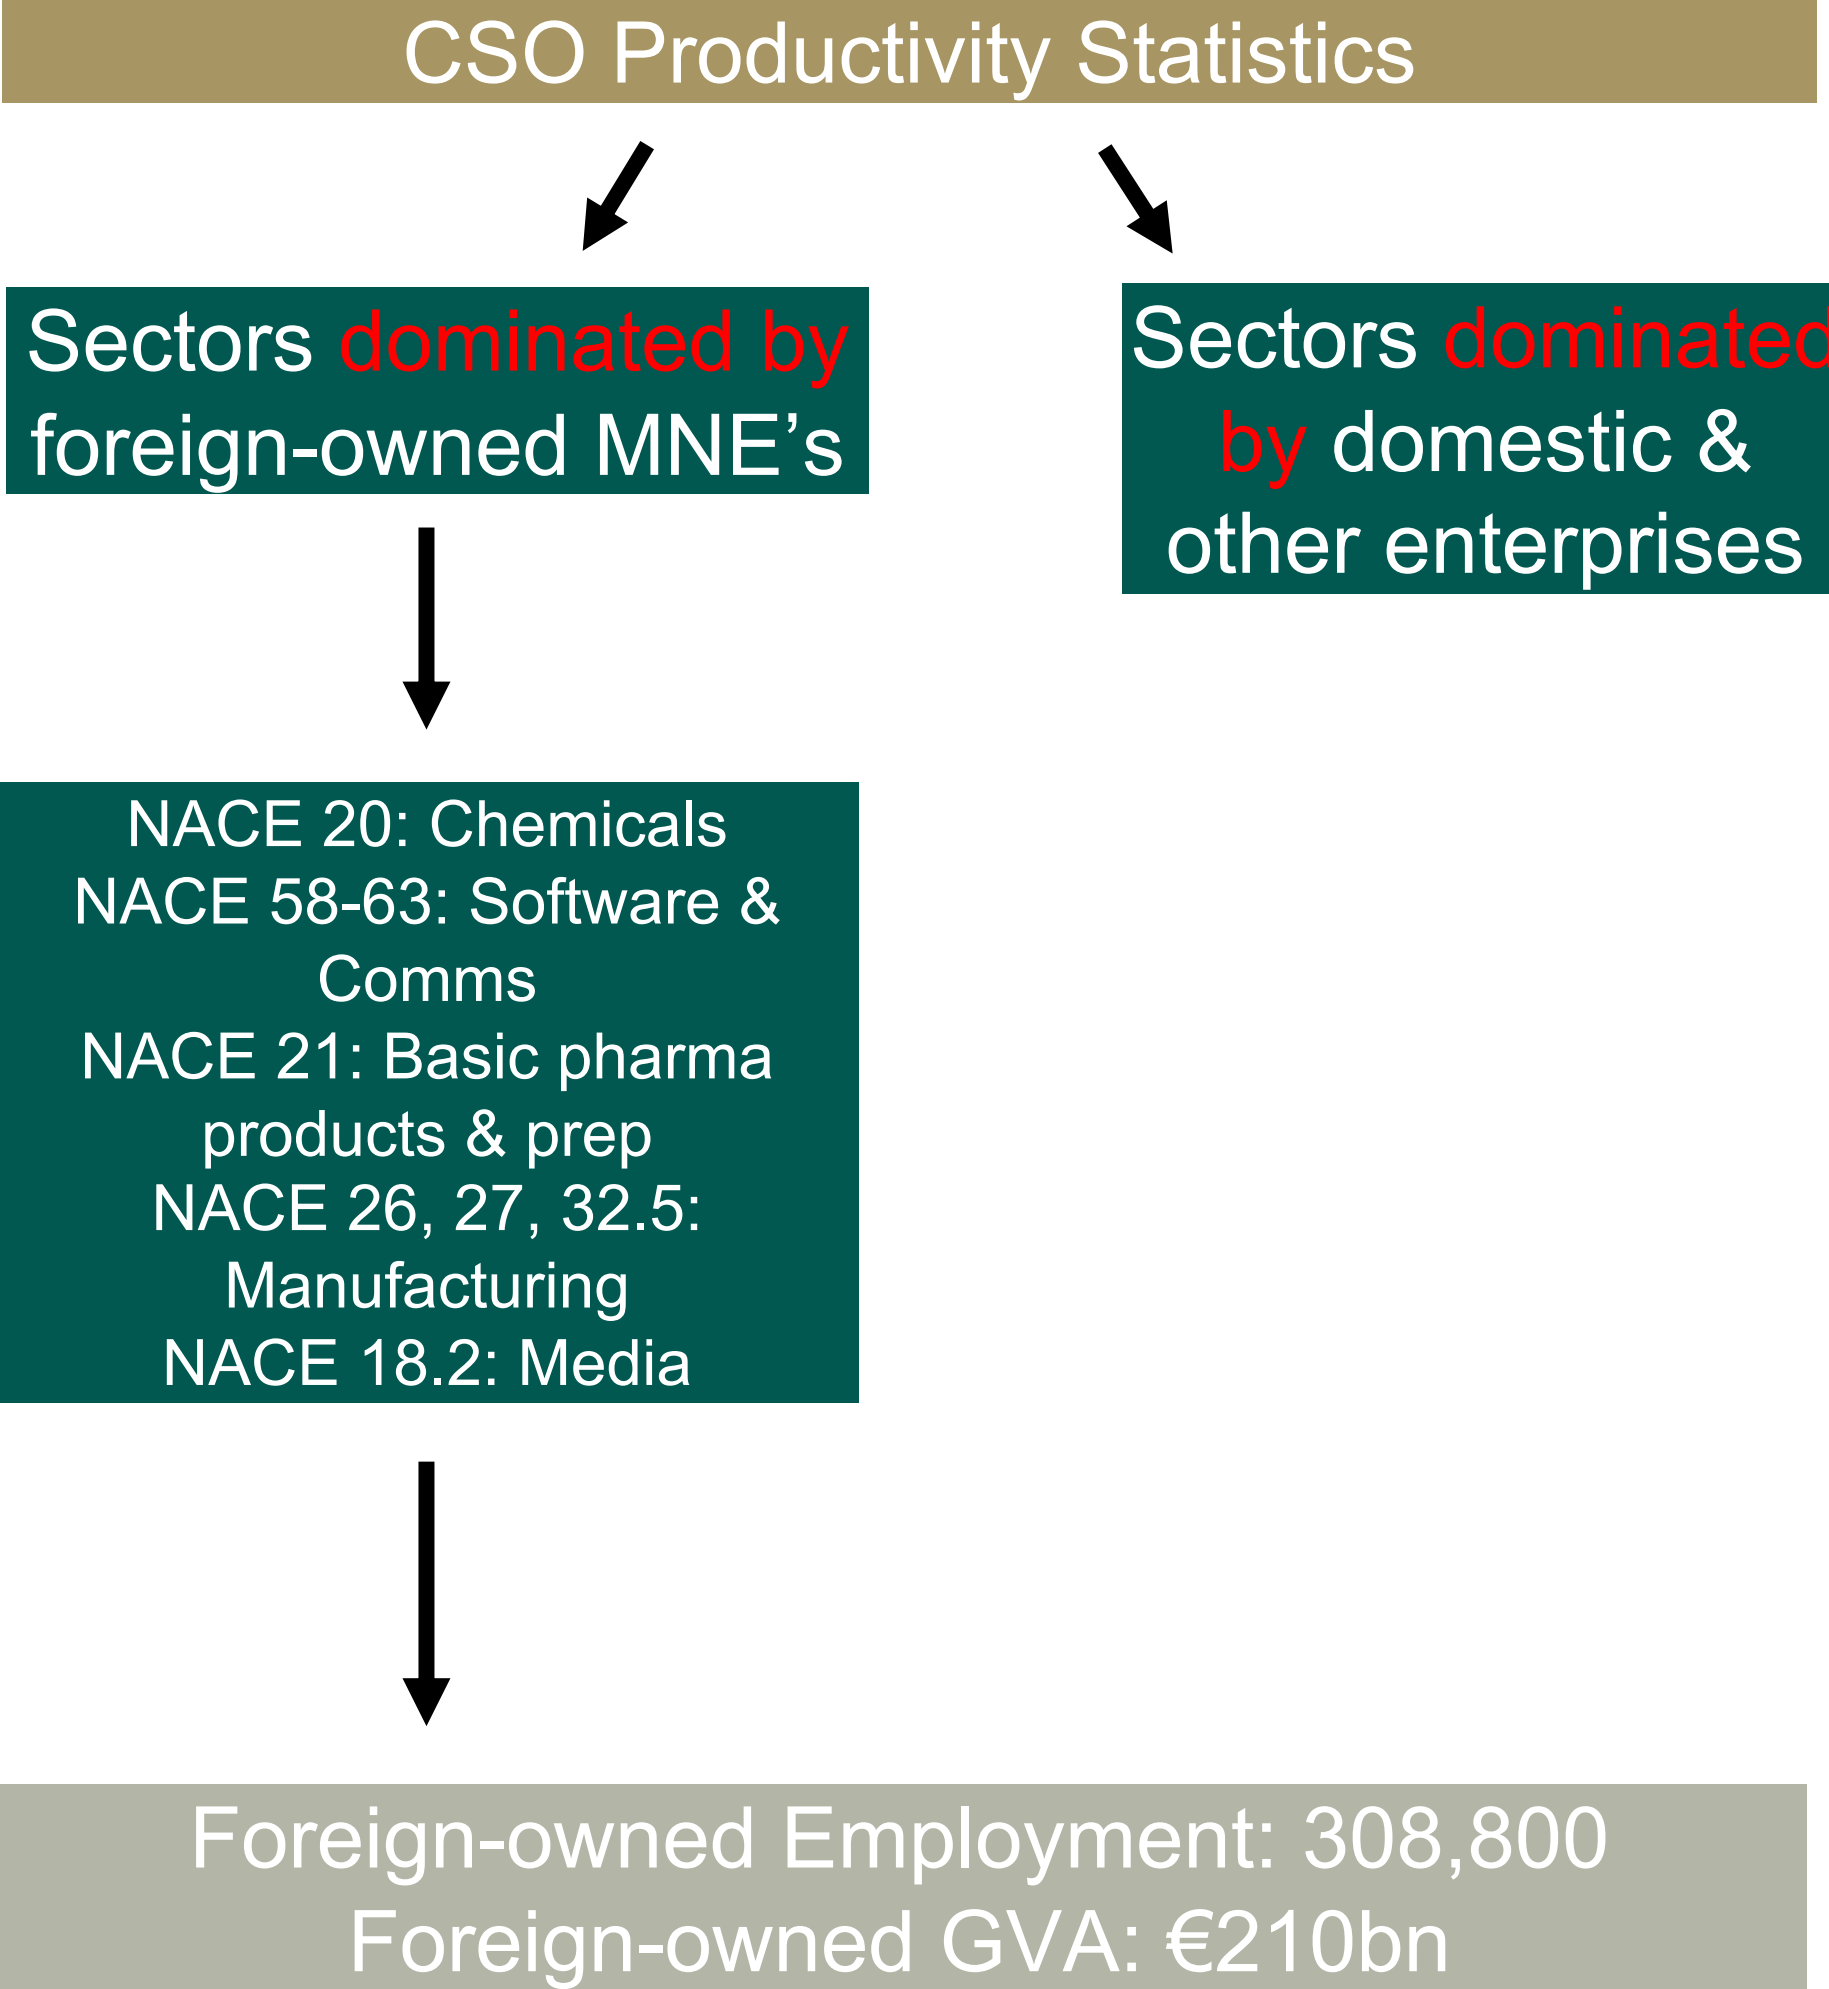 CSO Productivity Statistics
Sectors dominated by
foreign-owned MNE’s
Sectors dominated
by domestic &
other enterprises
NACE 20: Chemicals
NACE 58-63: Software &
Comms
NACE 21: Basic pharma
products & prep
NACE 26, 27, 32.5:
Manufacturing
NACE 18.2: Media
Foreign-owned Employment: 308,800
Foreign-owned GVA: €210bn